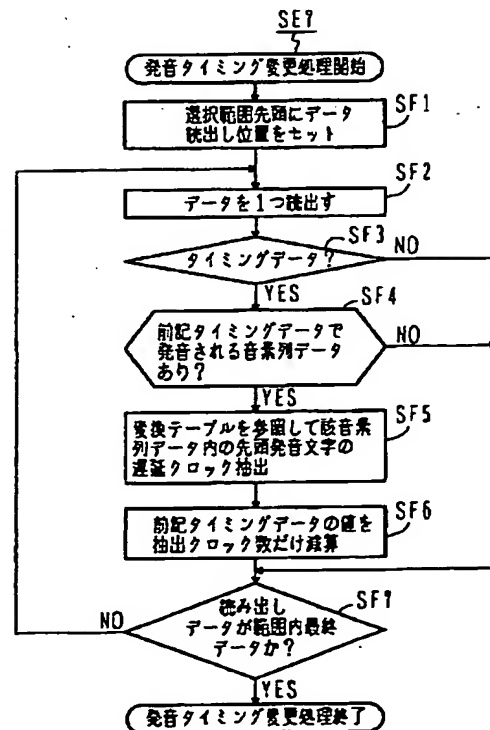 SE9
発音タイミング変更処理開始
選択範囲先頭にデータ
読出し位置をセット
SF1
データを1つ読出す
SF2
タイミングデータ?
SF3
NO
YES
前記タイミングデータで
発音される音素列データ
あり?
SF4
NO
YES
変換テーブルを参照して該音素
列データ内の先頭発音文字の
遅延クロック抽出
SF5
前記タイミングデータの値を
抽出クロック数だけ減算
SF6
読み出し
データが範囲内最終
データか?
SF9
NO
YES
発音タイミング変更処理終了